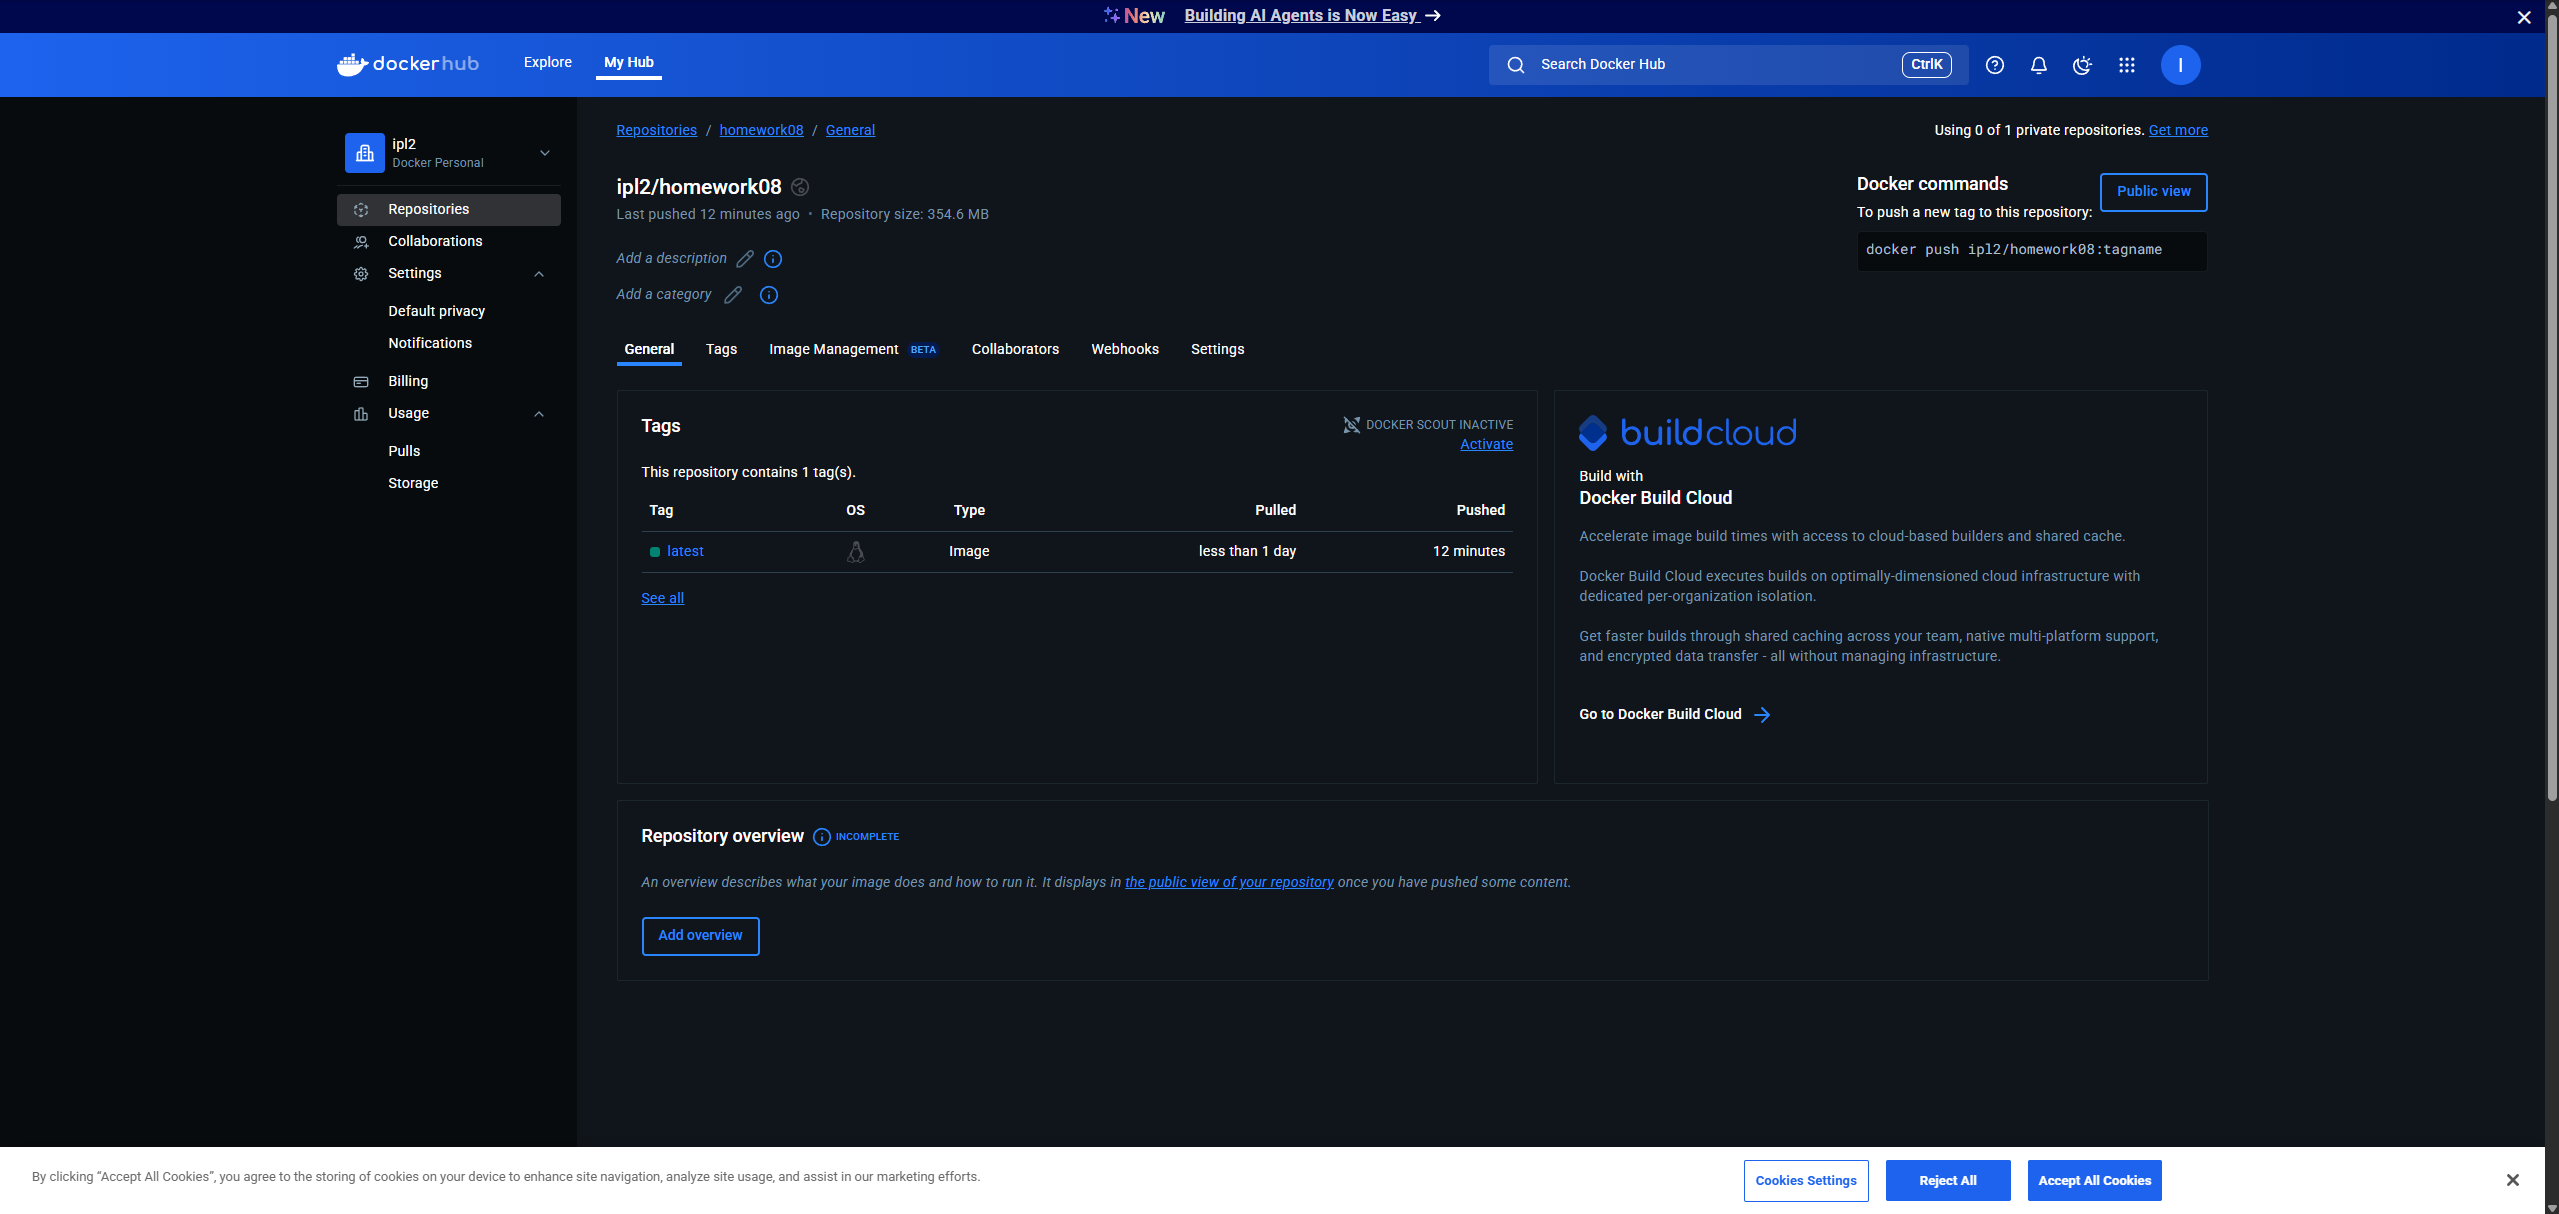 New Building AI Agents is Now Easy
dockerhub
Explore
My Hub
Search Docker Hub
CtrlK
I
ipl2
Docker Personal
Repositories
Collaborations
Settings
Default privacy
Notifications
Billing
Usage
Pulls
Storage
Repositories / homework08 / General
Using 0 of 1 private repositories. Get more
ipl2/homework08
Last pushed 12 minutes ago • Repository size: 354.6 MB
Add a description
Add a category
Docker commands
Public view
To push a new tag to this repository:
docker push ipl2/homework08:tagname
General
Tags
Image Management BETA
Collaborators
Webhooks
Settings
Tags
DOCKER SCOUT INACTIVE
Activate
This repository contains 1 tag(s).
Tag OS Type Pulled Pushed
latest Image less than 1 day 12 minutes
See all
buildcloud
Build with
Docker Build Cloud
Accelerate image build times with access to cloud-based builders and shared cache.
Docker Build Cloud executes builds on optimally-dimensioned cloud infrastructure with
dedicated per-organization isolation.
Get faster builds through shared caching across your team, native multi-platform support,
and encrypted data transfer - all without managing infrastructure.
Go to Docker Build Cloud
Repository overview INCOMPLETE
An overview describes what your image does and how to run it. It displays in the public view of your repository once you have pushed some content.
Add overview
By clicking “Accept All Cookies”, you agree to the storing of cookies on your device to enhance site navigation, analyze site usage, and assist in our marketing efforts.
Cookies Settings
Reject All
Accept All Cookies